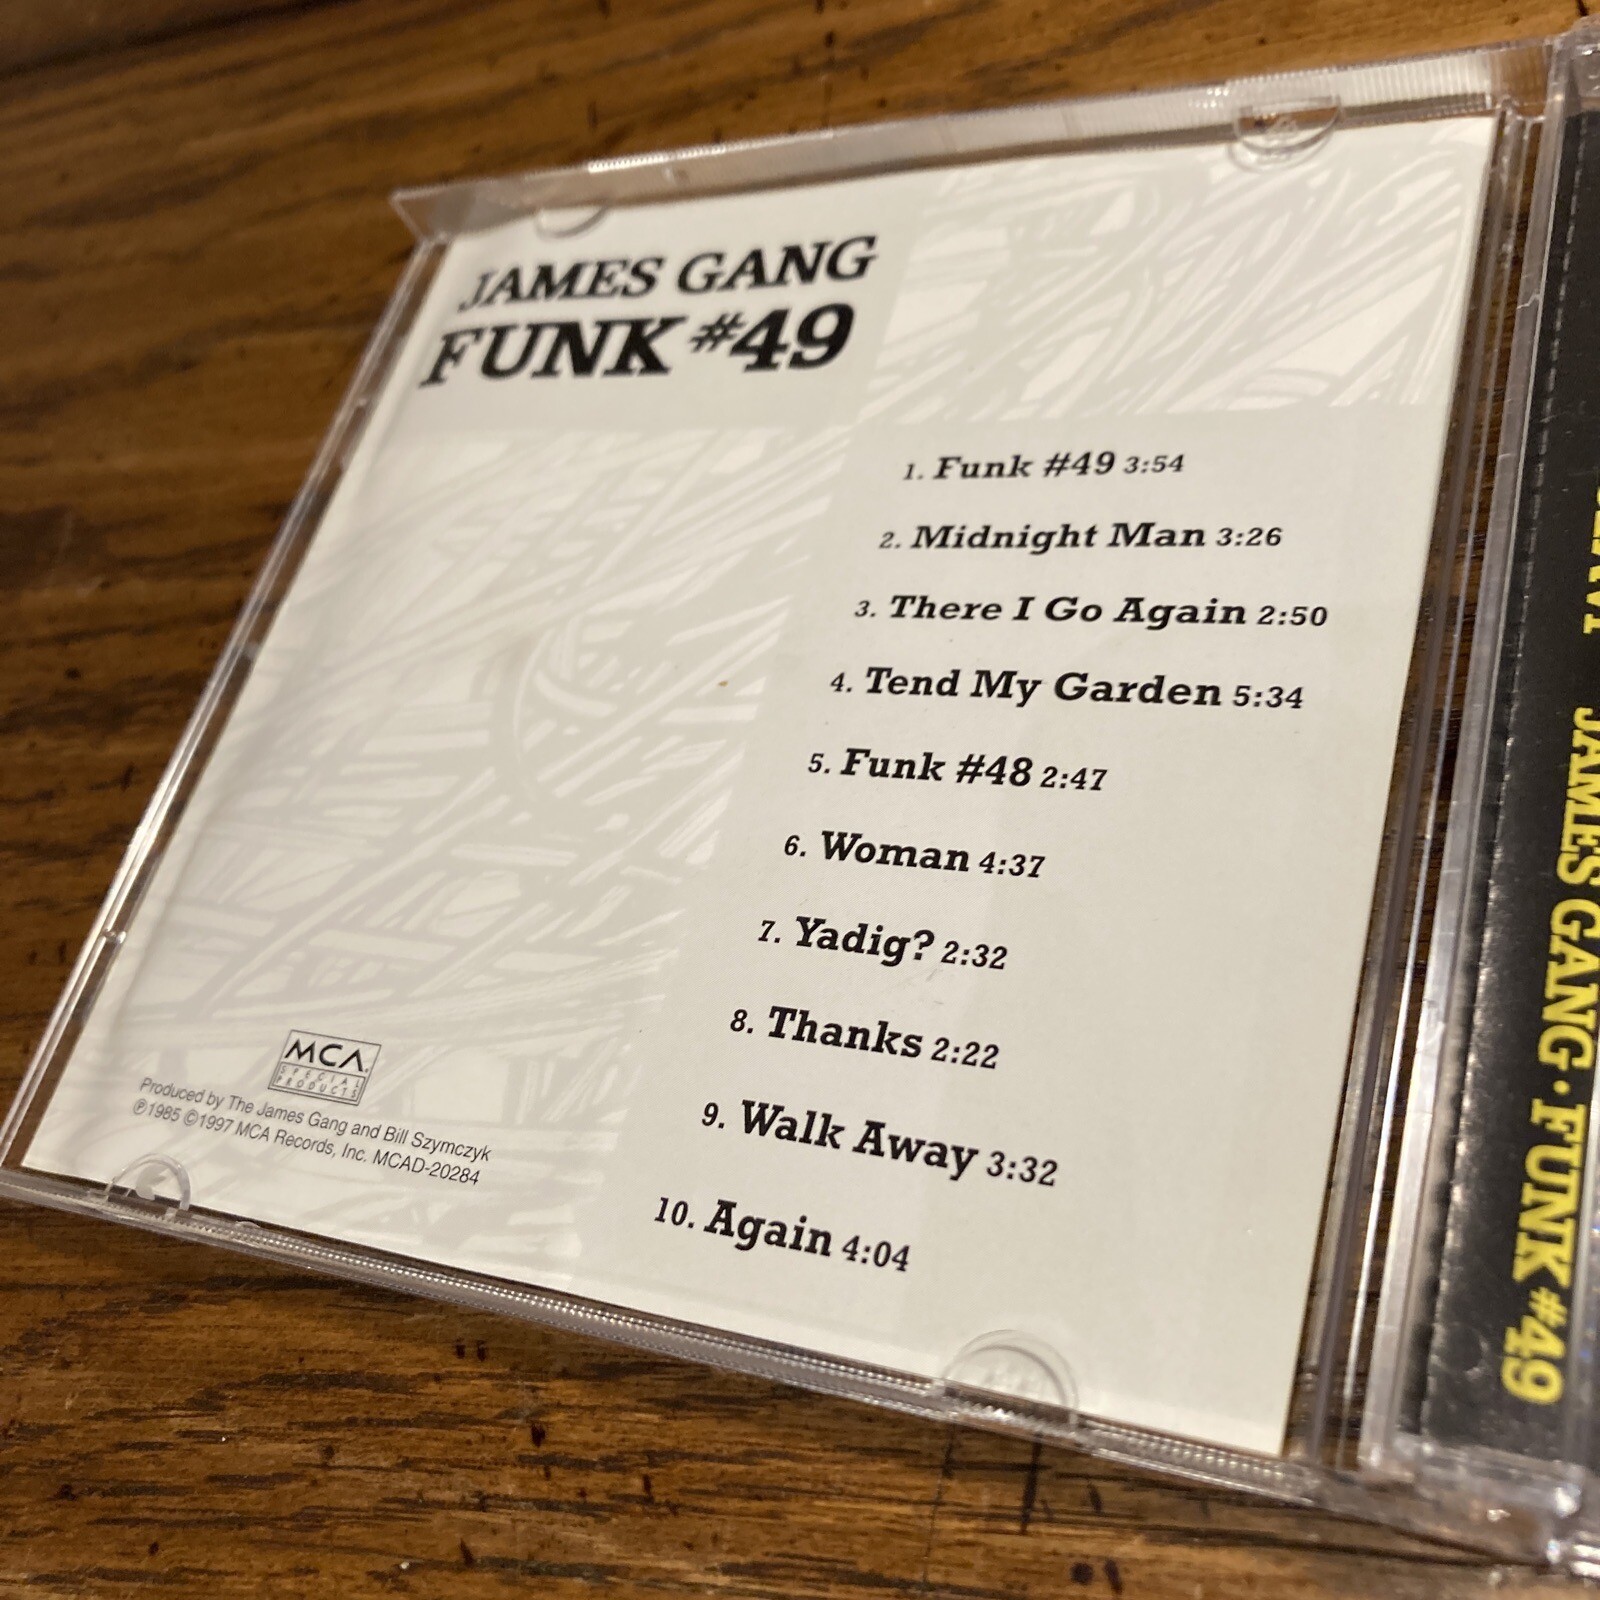 JAMES GANG
FUNK #49
1. Funk #49 3:54
2. Midnight Man 3:26
3. There I Go Again 2:50
4. Tend My Garden 5:34
5. Funk #48 2:47
6. Woman 4:37
7. Yadig? 2:32
8. Thanks 2:22
9. Walk Away 3:32
10. Again 4:04
MCA
SPECIAL
PRODUCTS
Produced by The James Gang and Bill Szymczyk
℗1985 ©1997 MCA Records, Inc. MCAD-20284
JAMES GANG · FUNK #49